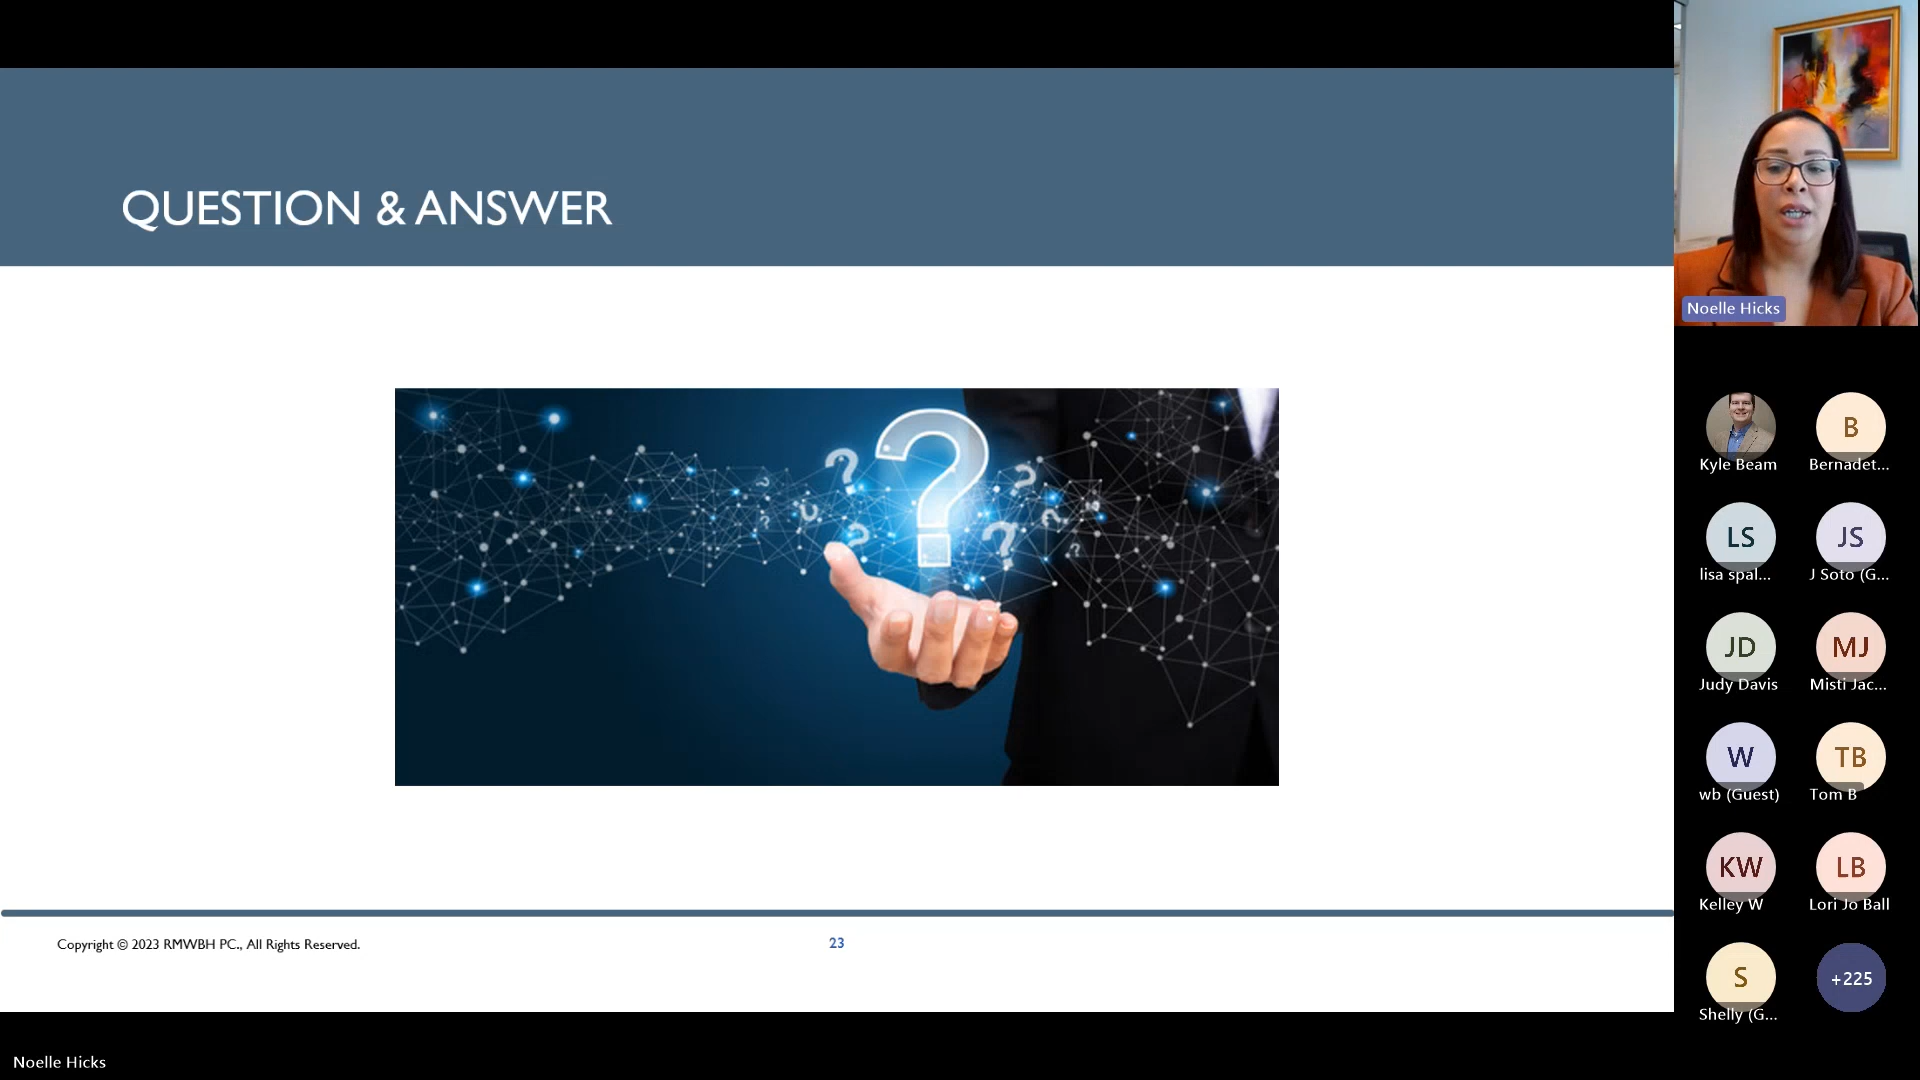 QUESTION & ANSWER
Copyright © 2023 RMWBH PC., All Rights Reserved.
23
Noelle Hicks
Noelle Hicks
Kyle Beam
B
Bernadet...
LS
lisa spal...
JS
J Soto (G...
JD
Judy Davis
MJ
Misti Jac...
W
wb (Guest)
TB
Tom B
KW
Kelley W
LB
Lori Jo Ball
S
Shelly (G...
+225